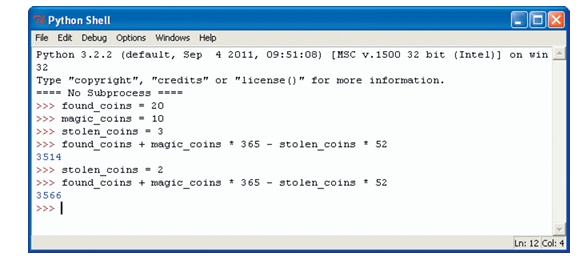 Python Shell
File Edit Debug Options Windows Help
Python 3.2.2 (default, Sep  4 2011, 09:51:08) [MSC v.1500 32 bit (Intel)] on win
32
Type "copyright", "credits" or "license()" for more information.
==== No Subprocess ====
>>> found_coins = 20
>>> magic_coins = 10
>>> stolen_coins = 3
>>> found_coins + magic_coins * 365 - stolen_coins * 52
3514
>>> stolen_coins = 2
>>> found_coins + magic_coins * 365 - stolen_coins * 52
3566
>>>
Ln: 12 Col: 4